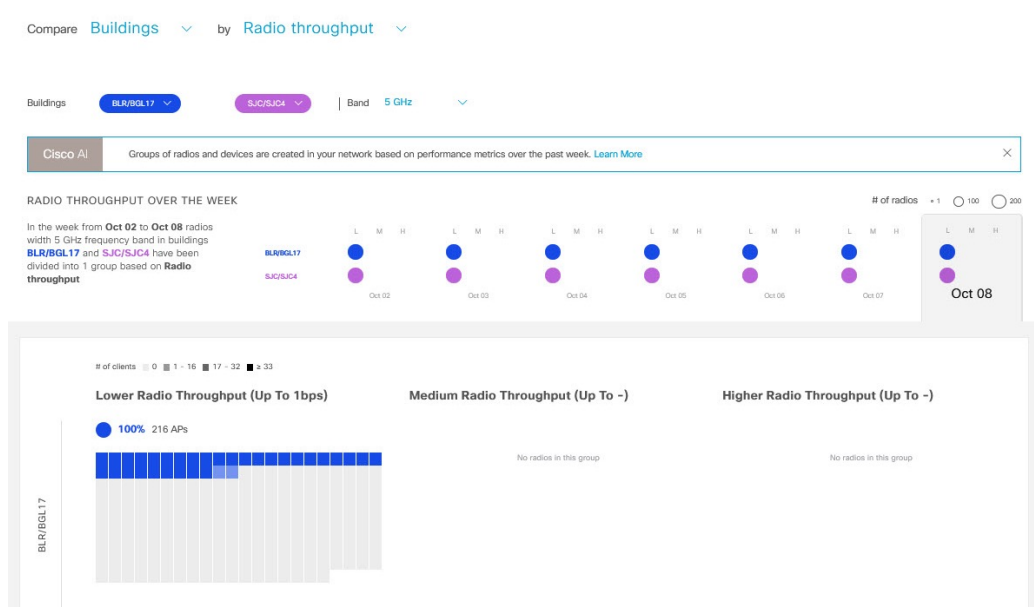 Compare Buildings by Radio throughput
Buildings BLR/BGL17 SJC/SJC4 | Band 5 GHz
Cisco AI Groups of radios and devices are created in your network based on performance metrics over the past week. Learn More
RADIO THROUGHPUT OVER THE WEEK
# of radios 1 100 200
In the week from Oct 02 to Oct 08 radios
width 5 GHz frequency band in buildings
BLR/BGL17 and SJC/SJC4 have been
divided into 1 group based on Radio
throughput
L M H L M H L M H L M H L M H L M H L M H
BLR/BGL17
SJC/SJC4
Oct 02 Oct 03 Oct 04 Oct 05 Oct 06 Oct 07 Oct 08
# of clients 0 1 - 16 17 - 32 ≥ 33
Lower Radio Throughput (Up To 1bps) Medium Radio Throughput (Up To -) Higher Radio Throughput (Up To -)
100% 216 APs
No radios in this group No radios in this group
BLR/BGL17